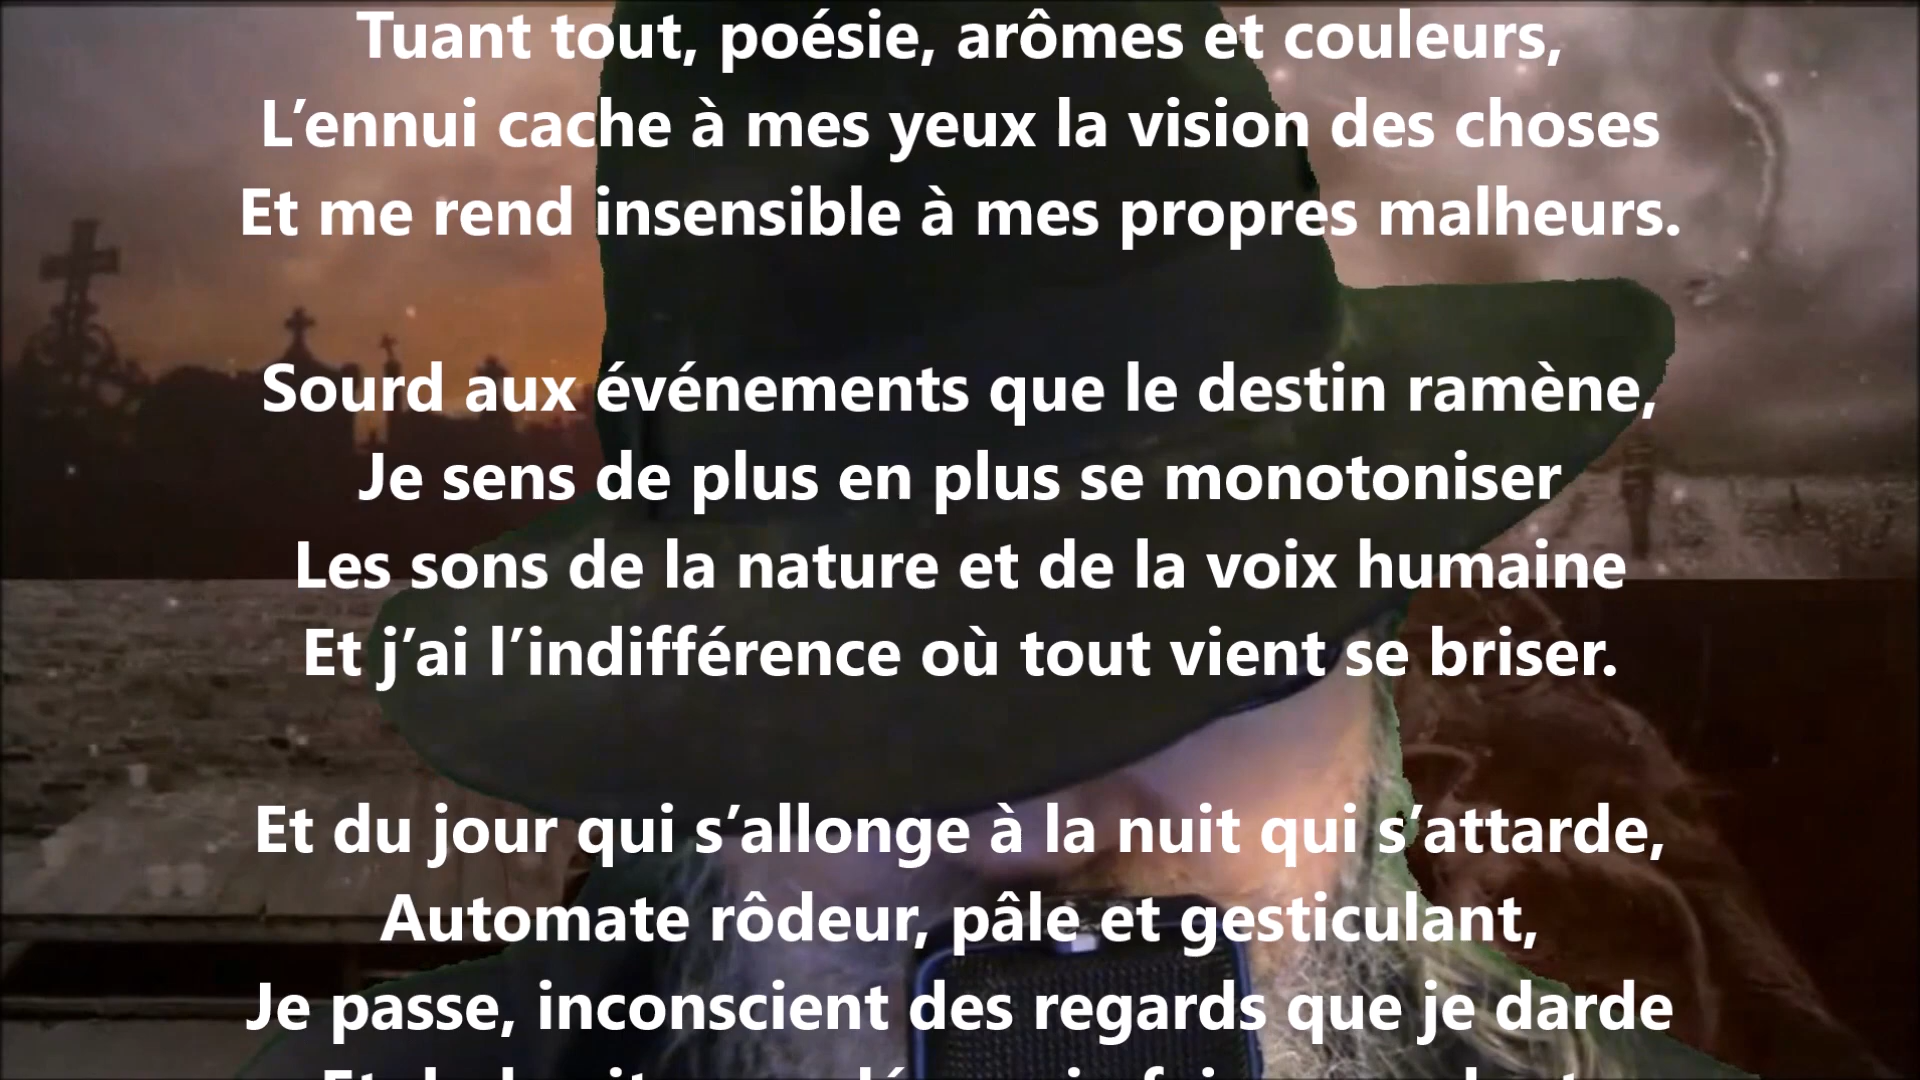 Tuant tout, poésie, arômes et couleurs,
L’ennui cache à mes yeux la vision des choses
Et me rend insensible à mes propres malheurs.
Sourd aux événements que le destin ramène,
Je sens de plus en plus se monotoniser
Les sons de la nature et de la voix humaine
Et j’ai l’indifférence où tout vient se briser.
Et du jour qui s’allonge à la nuit qui s’attarde,
Automate rôdeur, pâle et gesticulant,
Je passe, inconscient des regards que je darde